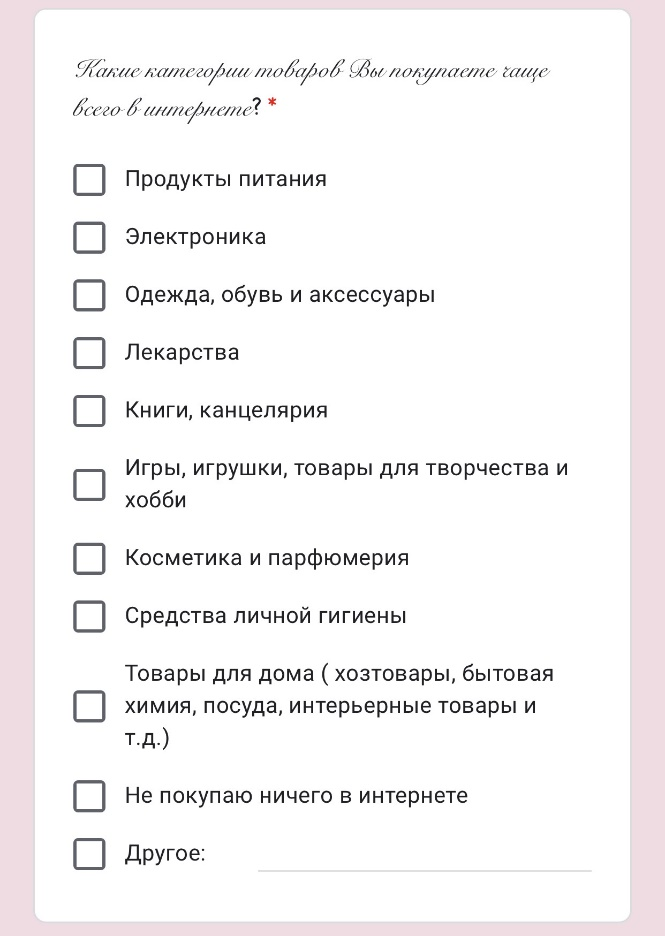 Какие категории товаров Вы покупаете чаще
всего в интернете? *
Продукты питания
Электроника
Одежда, обувь и аксессуары
Лекарства
Книги, канцелярия
Игры, игрушки, товары для творчества и
хобби
Косметика и парфюмерия
Средства личной гигиены
Товары для дома ( хозтовары, бытовая
химия, посуда, интерьерные товары и
т.д.)
Не покупаю ничего в интернете
Другое: